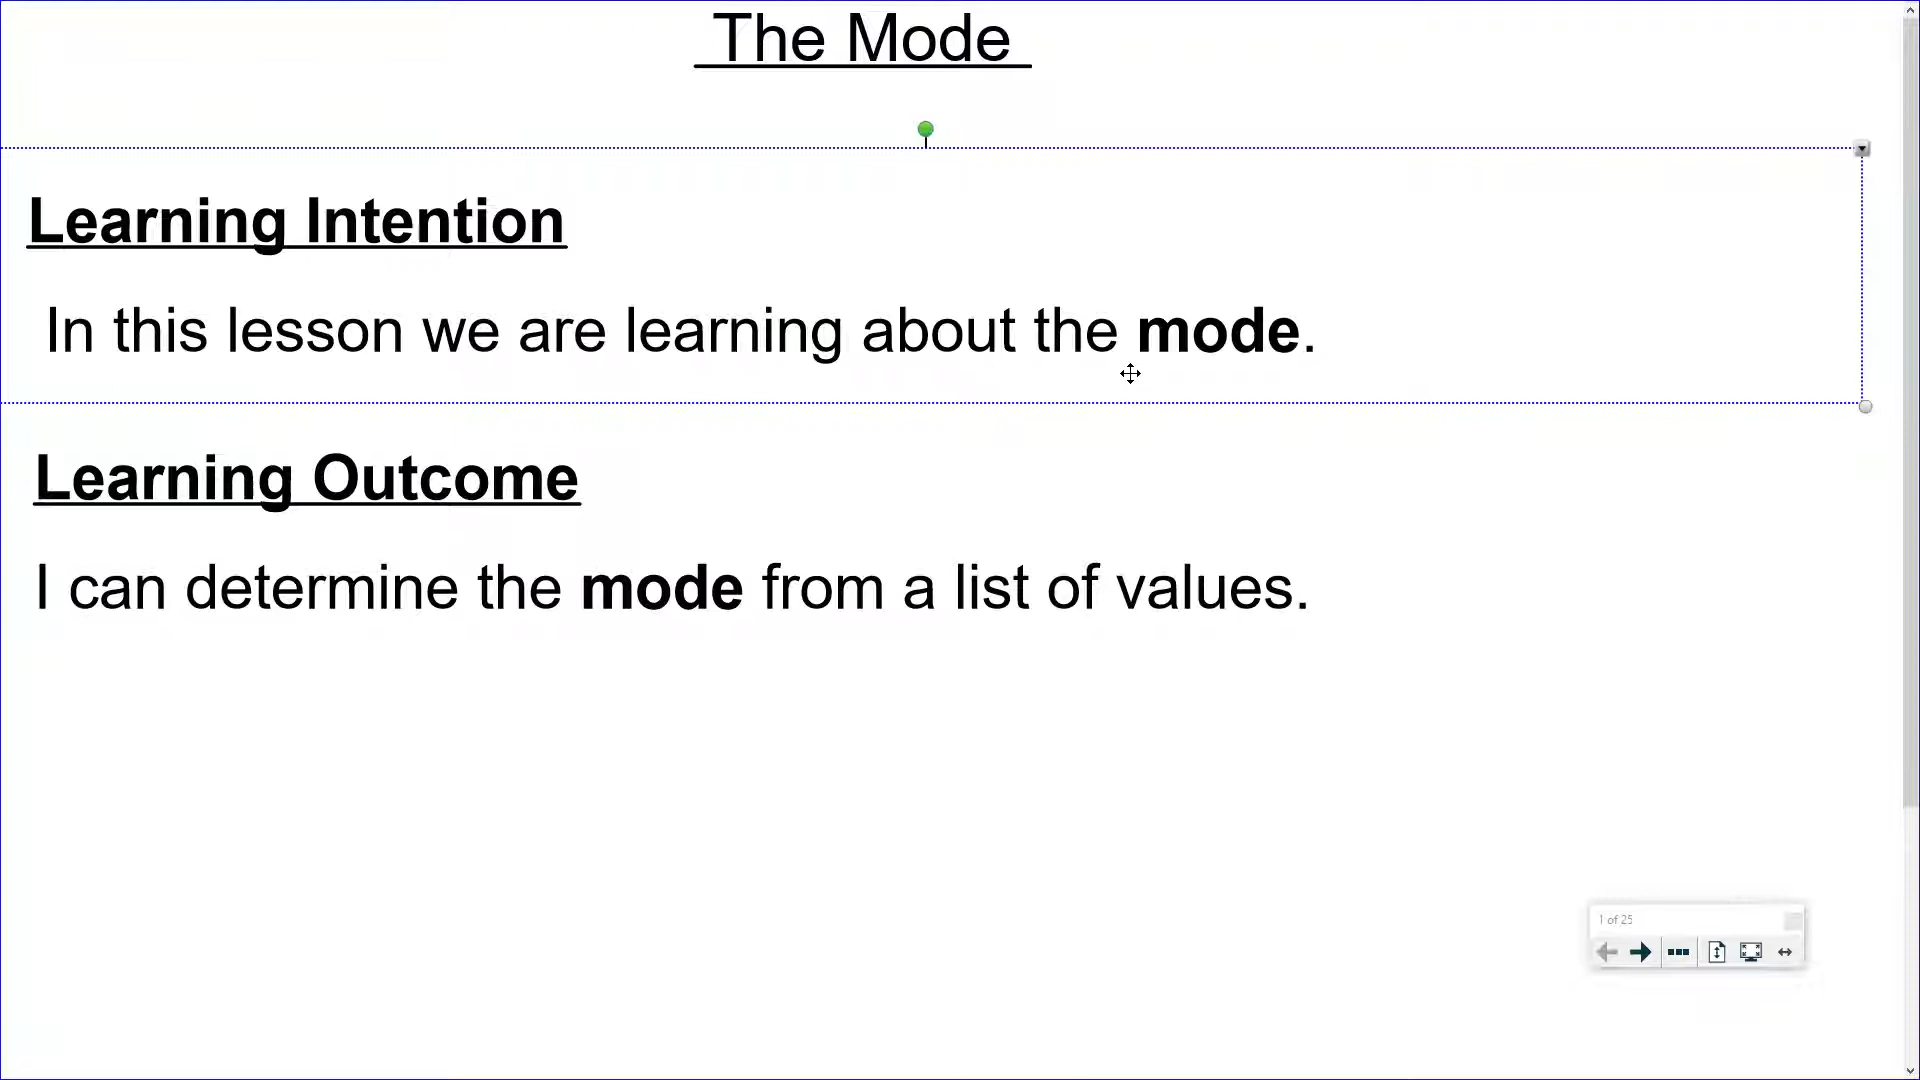 The Mode
Learning Intention
In this lesson we are learning about the mode.
Learning Outcome
I can determine the mode from a list of values.
1 of 25